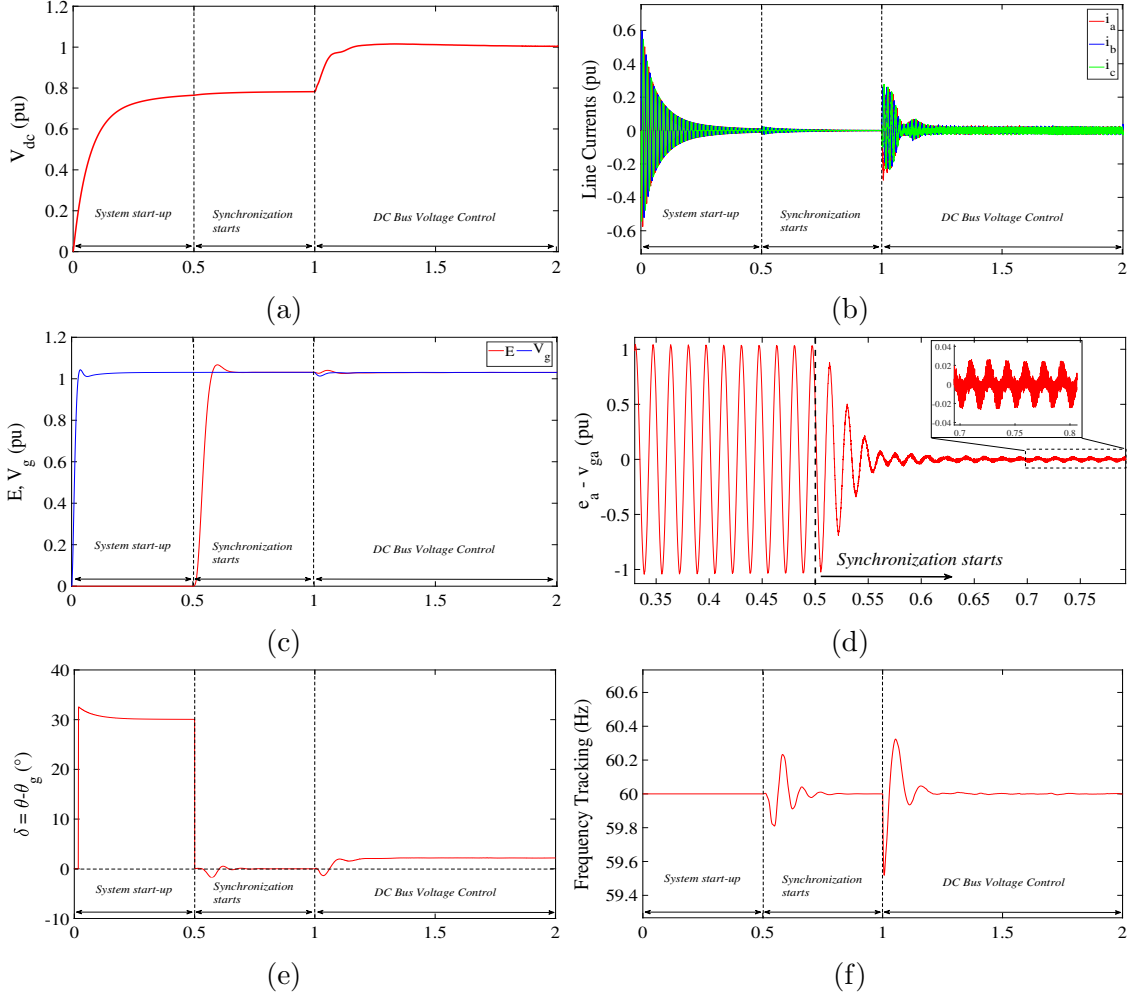 1.2
1
0.8
0.6
0.4
0.2
0
V_dc (pu)
System start-up
Synchronization
starts
DC Bus Voltage Control
0 0.5 1 1.5 2
(a)
0.6
0.4
0.2
0
-0.2
-0.4
-0.6
Line Currents (pu)
i_a
i_b
i_c
System start-up
Synchronization
starts
DC Bus Voltage Control
0 0.5 1 1.5 2
(b)
1.2
1
0.8
0.6
0.4
0.2
0
E, V_g (pu)
E V_g
System start-up
Synchronization
starts
DC Bus Voltage Control
0 0.5 1 1.5 2
(c)
1
0.5
0
-0.5
-1
e_a - v_ga (pu)
0.04
0.02
0
-0.02
-0.04
0.7 0.75 0.8
Synchronization starts
0.35 0.4 0.45 0.5 0.55 0.6 0.65 0.7 0.75
(d)
40
30
20
10
0
-10
δ = θ-θ_g (°)
System start-up
Synchronization
starts
DC Bus Voltage Control
0 0.5 1 1.5 2
(e)
60.6
60.4
60.2
60
59.8
59.6
59.4
Frequency Tracking (Hz)
System start-up
Synchronization
starts
DC Bus Voltage Control
0 0.5 1 1.5 2
(f)